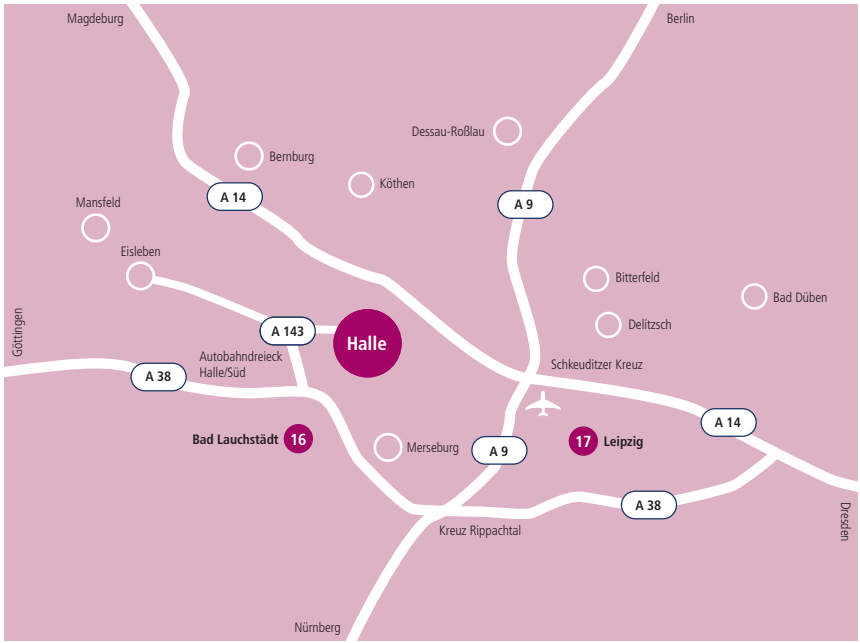 Magdeburg
Berlin
Dessau-Roßlau
Bernburg
Köthen
A 14
A 9
Mansfeld
Eisleben
Bitterfeld
Bad Düben
Göttingen
Delitzsch
A 143
Halle
Autobahndreieck
Halle/Süd
Schkeuditzer Kreuz
A 38
A 14
Bad Lauchstädt 16
Merseburg
A 9
17 Leipzig
A 38
Dresden
Kreuz Rippachtal
Nürnberg